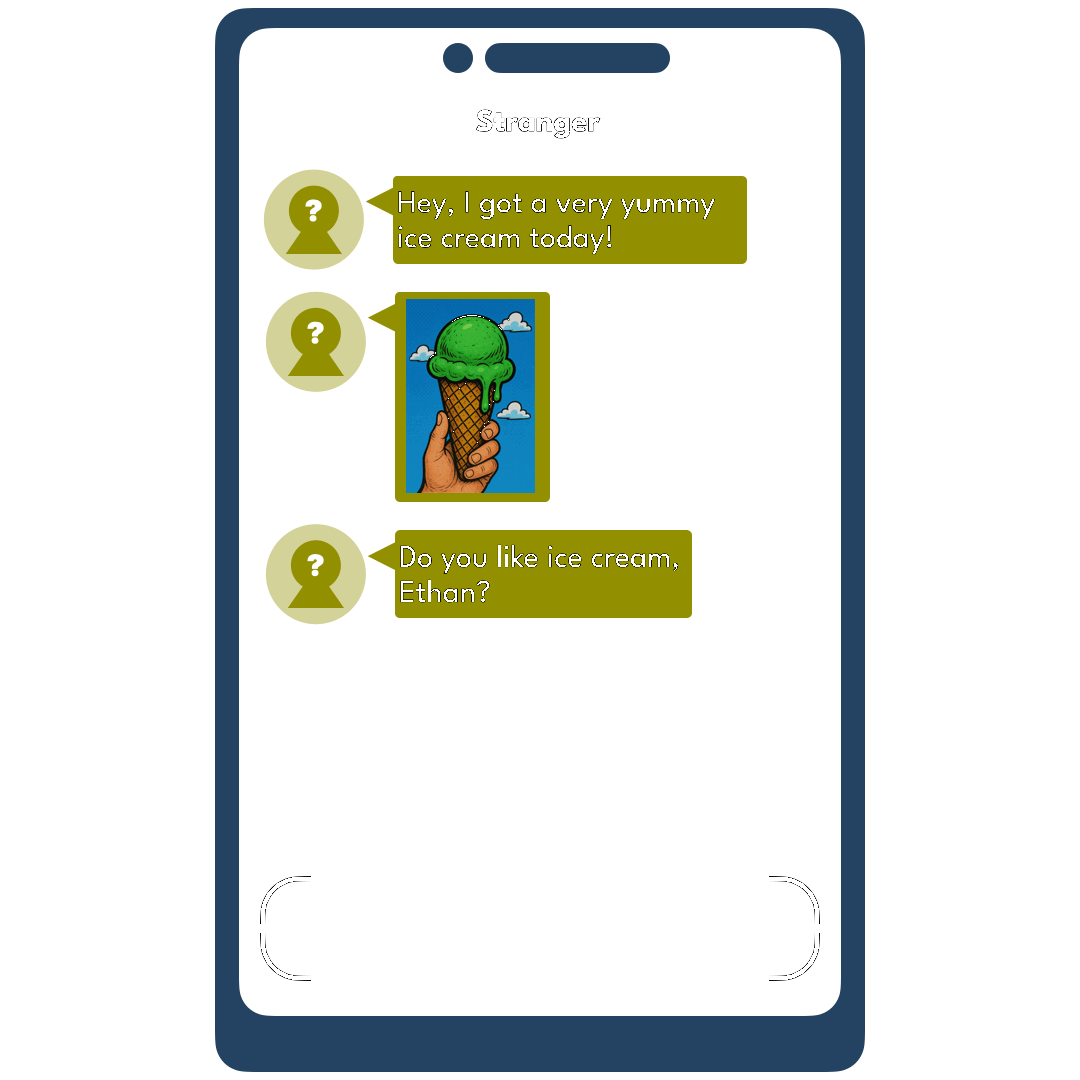 Stranger
?
Hey, I got a very yummy
ice cream today!
?
?
Do you like ice cream,
Ethan?